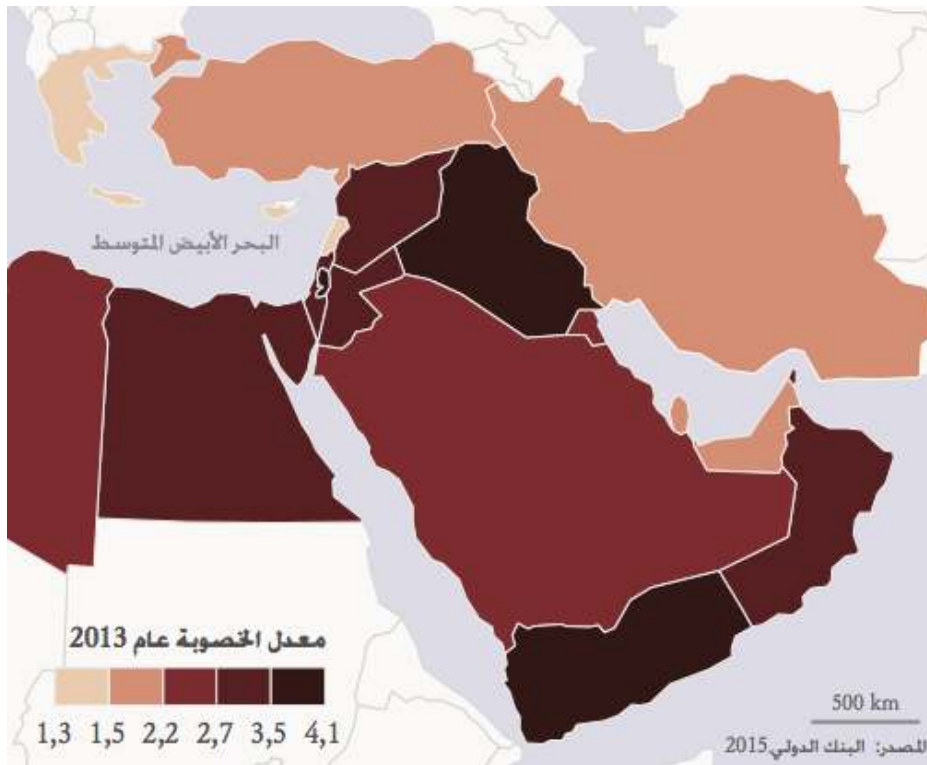 البحر الأبيض المتوسط
معدل الخصوبة عام 2013
1,3 1,5 2,2 2,7 3,5 4,1
500 km
المصدر: البنك الدولي 2015